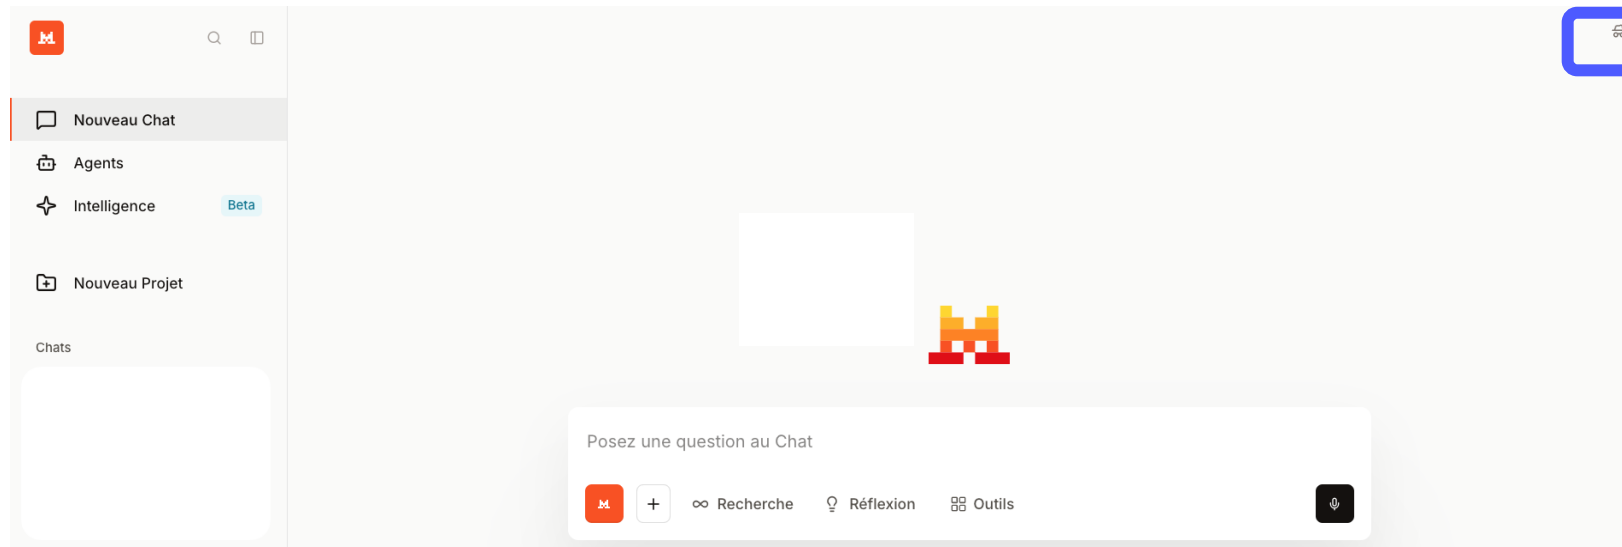 Nouveau Chat
Agents
Intelligence Beta
Nouveau Projet
Chats
Posez une question au Chat
Recherche Réflexion Outils